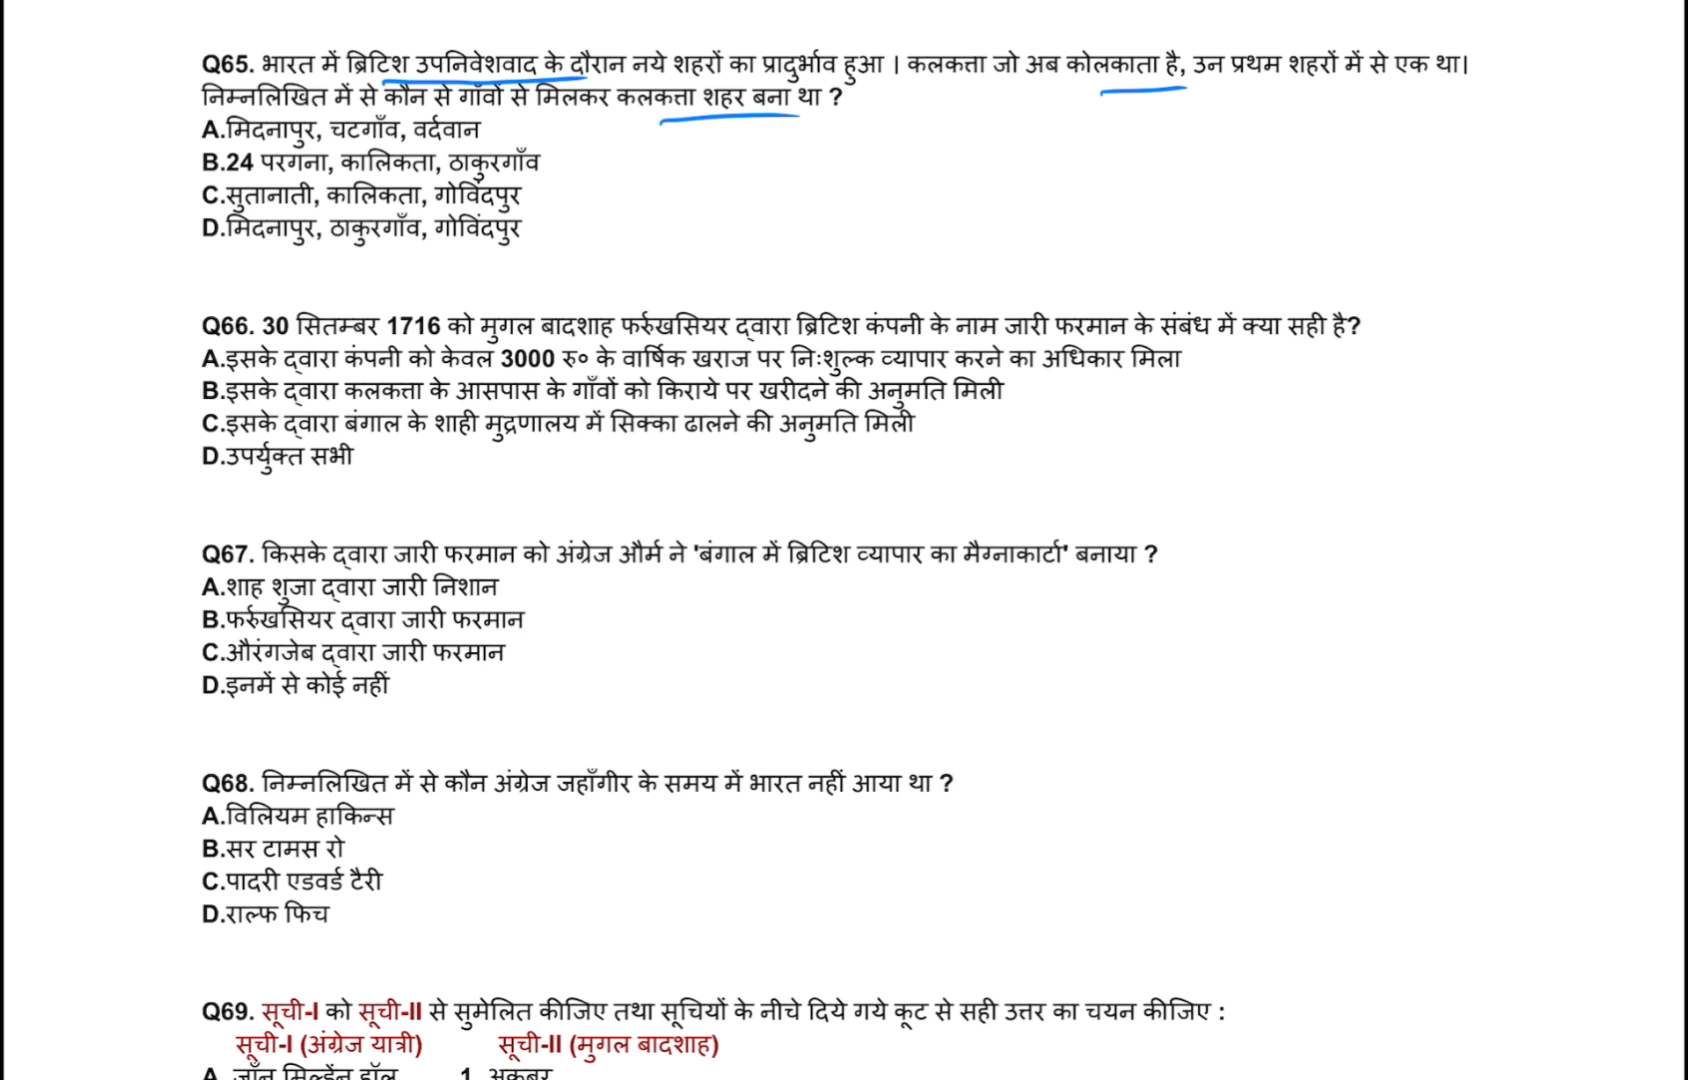 Q65. भारत में ब्रिटिश उपनिवेशवाद के दौरान नये शहरों का प्रादुर्भाव हुआ । कलकत्ता जो अब कोलकाता है, उन प्रथम शहरों में से एक था।
निम्नलिखित में से कौन से गाँवों से मिलकर कलकत्ता शहर बना था ?
A.मिदनापुर, चटगाँव, वर्दवान
B.24 परगना, कालिकता, ठाकुरगाँव
C.सुतानाती, कालिकता, गोविंदपुर
D.मिदनापुर, ठाकुरगाँव, गोविंदपुर
Q66. 30 सितम्बर 1716 को मुगल बादशाह फर्रुखसियर द्वारा ब्रिटिश कंपनी के नाम जारी फरमान के संबंध में क्या सही है?
A.इसके द्वारा कंपनी को केवल 3000 रु० के वार्षिक खराज पर निःशुल्क व्यापार करने का अधिकार मिला
B.इसके द्वारा कलकत्ता के आसपास के गाँवों को किराये पर खरीदने की अनुमति मिली
C.इसके द्वारा बंगाल के शाही मुद्रणालय में सिक्का ढालने की अनुमति मिली
D.उपर्युक्त सभी
Q67. किसके द्वारा जारी फरमान को अंग्रेज और्म ने 'बंगाल में ब्रिटिश व्यापार का मैग्नाकार्टा' बनाया ?
A.शाह शुजा द्वारा जारी निशान
B.फर्रुखसियर द्वारा जारी फरमान
C.औरंगजेब द्वारा जारी फरमान
D.इनमें से कोई नहीं
Q68. निम्नलिखित में से कौन अंग्रेज जहाँगीर के समय में भारत नहीं आया था ?
A.विलियम हाकिन्स
B.सर टामस रो
C.पादरी एडवर्ड टैरी
D.राल्फ फिच
Q69. सूची-I को सूची-II से सुमेलित कीजिए तथा सूचियों के नीचे दिये गये कूट से सही उत्तर का चयन कीजिए :
सूची-I (अंग्रेज यात्री) सूची-II (मुगल बादशाह)
A. जॉन मिल्डेंन हॉल 1. अकबर